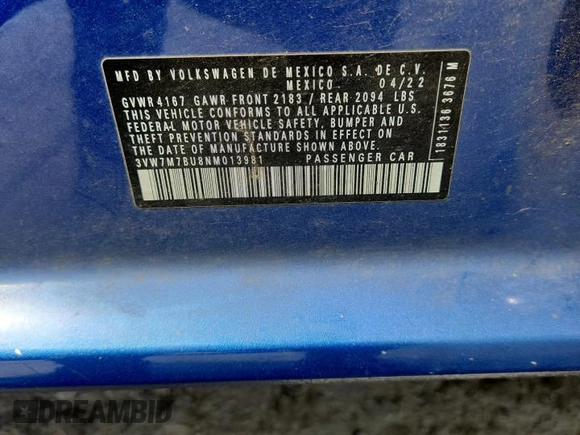 MFD BY VOLKSWAGEN DE MEXICO S.A. DE C.V.
MEXICO- 04/22
GVWR 4167 GAWR FRONT 2183 / REAR 2094 LBS
THIS VEHICLE CONFORMS TO ALL APPLICABLE U.S.
FEDERAL MOTOR VEHICLE SAFETY, BUMPER AND
THEFT PREVENTION STANDARDS IN EFFECT ON
THE DATE OF MANUFACTURE SHOWN ABOVE.
3VW7M7BU8NM013981 PASSENGER CAR
1831136 3676 M
DREAMBID